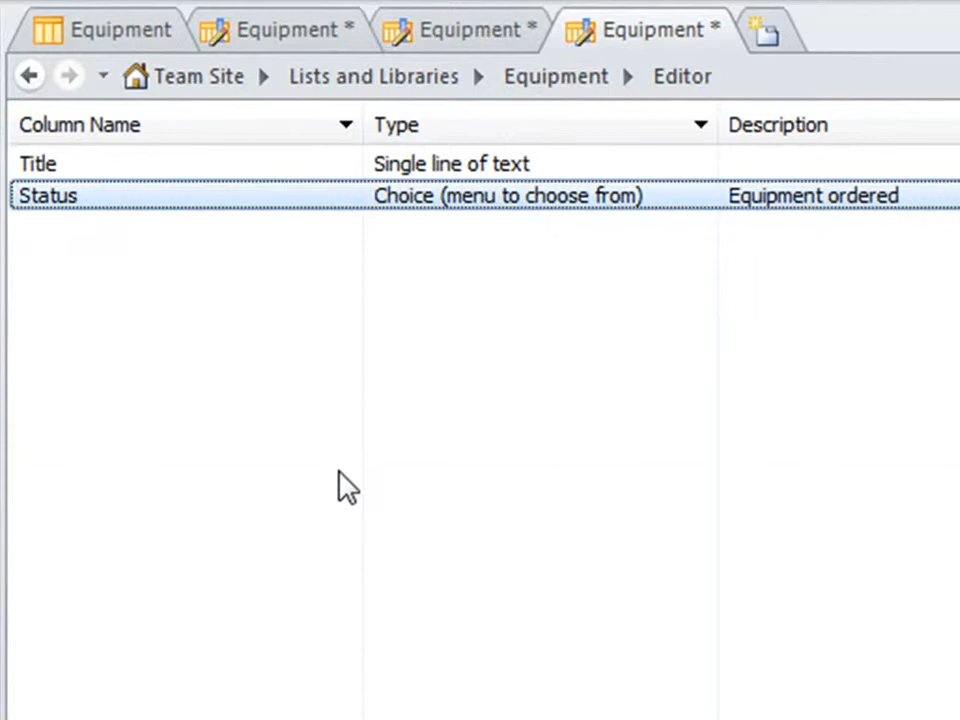 Equipment Equipment * Equipment * Equipment *
Team Site Lists and Libraries Equipment Editor
Column Name Type Description
Title Single line of text
Status Choice (menu to choose from) Equipment ordered